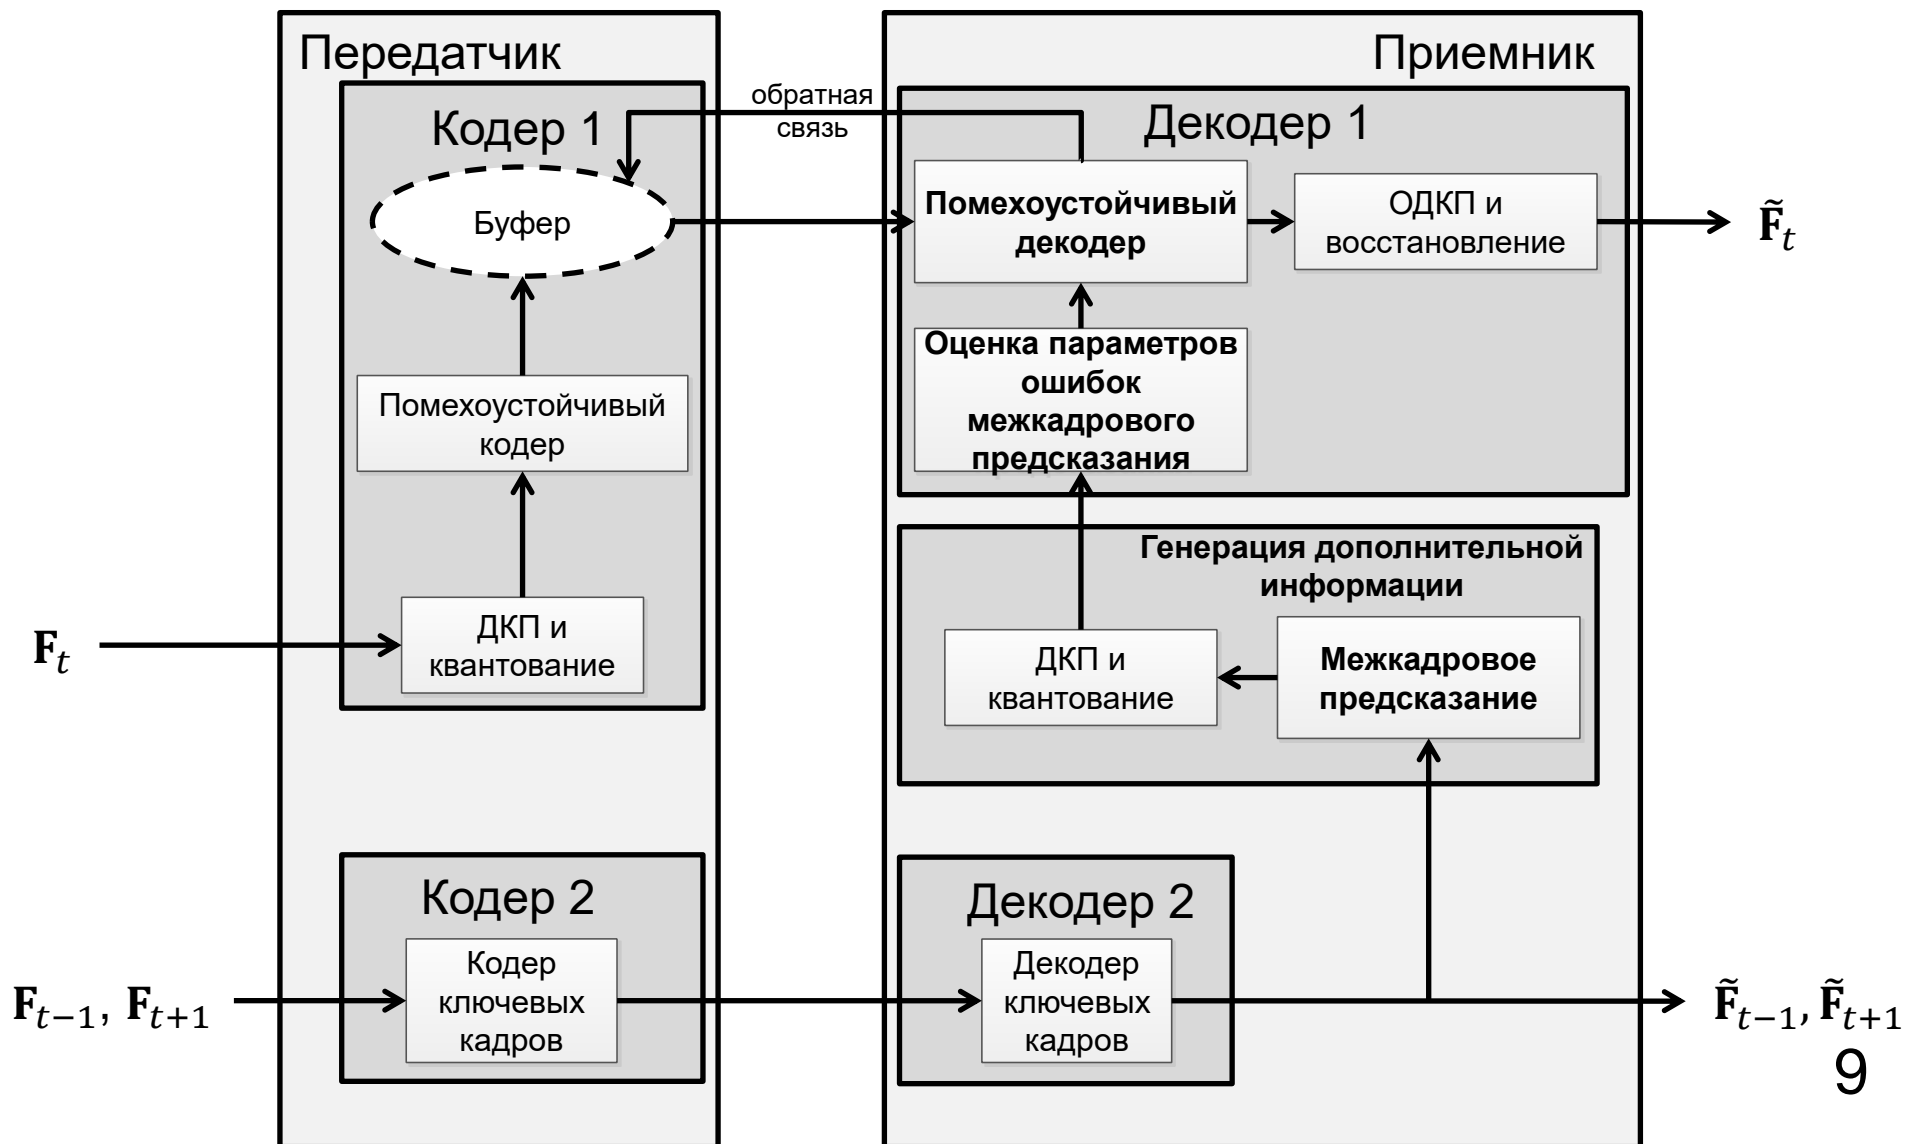 Передатчик
Приемник
обратная
связь
Кодер 1
Декодер 1
Буфер
Помехоустойчивый
декодер
ОДКП и
восстановление
F̃ₜ
Оценка параметров
ошибок
межкадрового
предсказания
Помехоустойчивый
кодер
Генерация дополнительной
информации
ДКП и
квантование
Fₜ
ДКП и
квантование
Межкадровое
предсказание
Кодер 2
Декодер 2
Кодер
ключевых
кадров
Декодер
ключевых
кадров
Fₜ₋₁, Fₜ₊₁
F̃ₜ₋₁, F̃ₜ₊₁
9